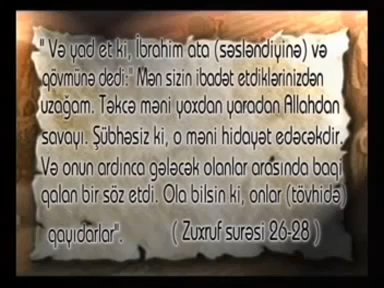 " Və yad et ki, İbrahim ata (səsləndiyinə) və
qövmünə dedi:" Mən sizin ibadət etdiklərinizdən
uzağam. Təkcə məni yoxdan yaradan Allahdan
savayı. Şübhəsiz ki, o məni hidayət edəcəkdir.
Və onun ardınca gələcək olanlar arasında baqi
qalan bir söz etdi. Ola bilsin ki, onlar (tövhidə)
qayıdarlar". ( Zuxruf surəsi 26-28 )